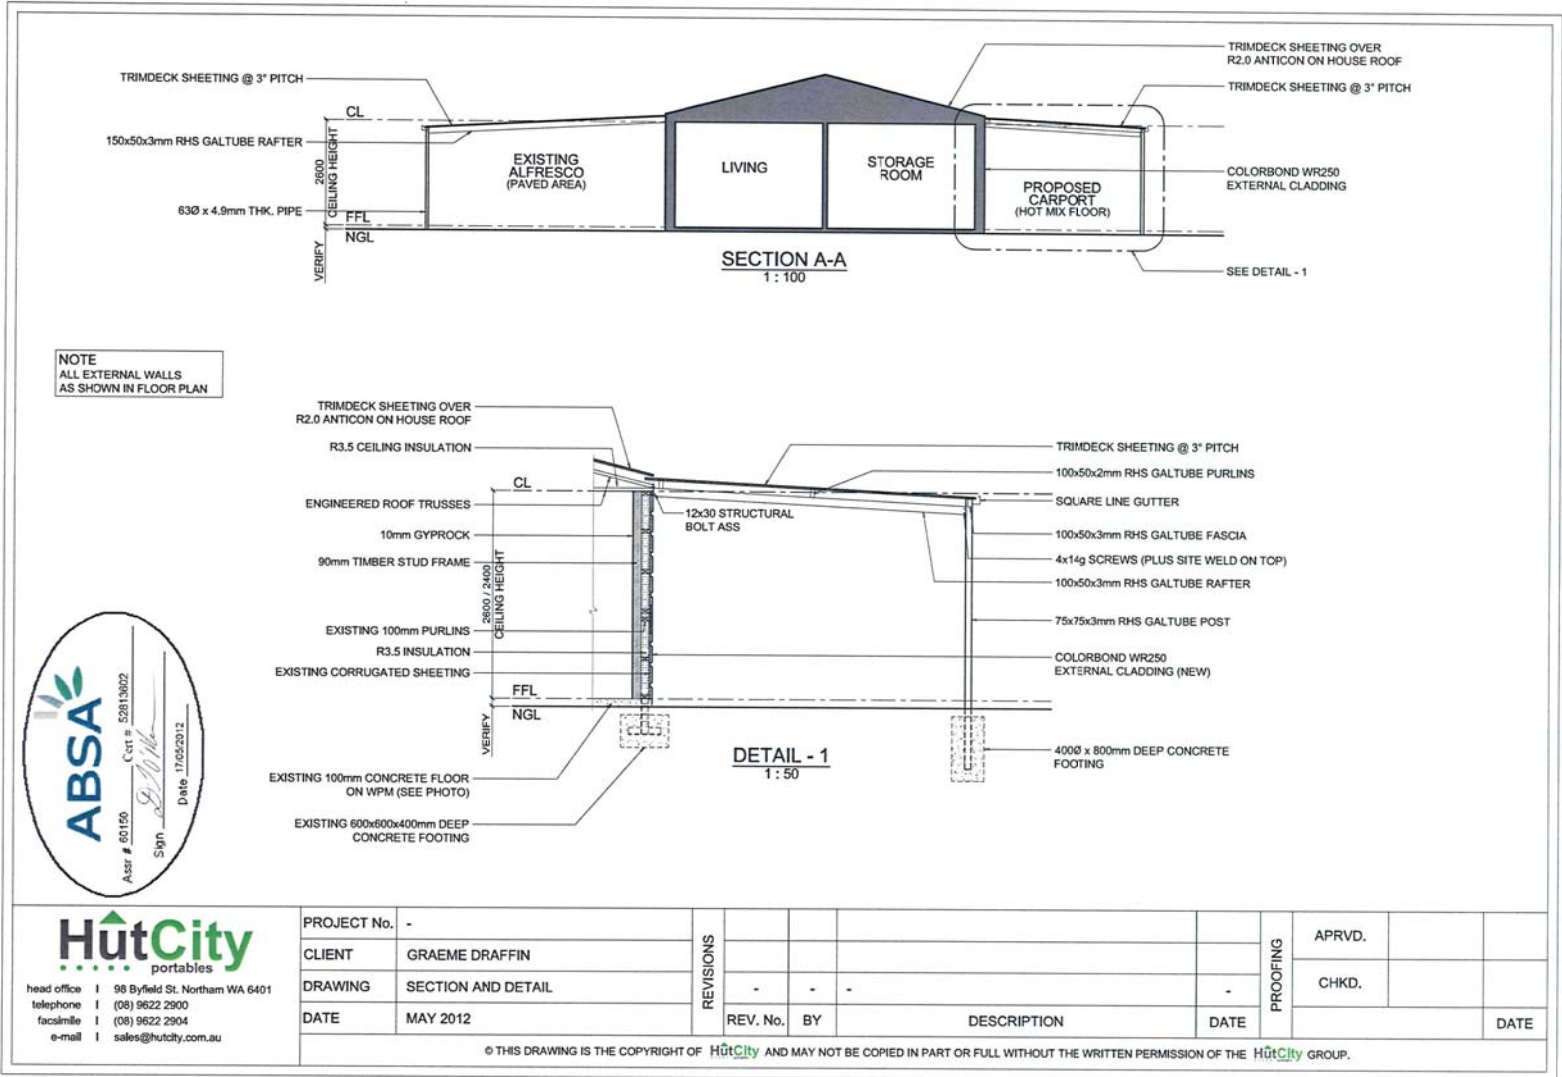 TRIMDECK SHEETING @ 3° PITCH
150x50x3mm RHS GALTUBE RAFTER
63Ø x 4.9mm THK. PIPE
CL
2600
CEILING HEIGHT
FFL
NGL
VERIFY
EXISTING
ALFRESCO
(PAVED AREA)
LIVING
STORAGE
ROOM
PROPOSED
CARPORT
(HOT MIX FLOOR)
TRIMDECK SHEETING OVER
R2.0 ANTICON ON HOUSE ROOF
TRIMDECK SHEETING @ 3° PITCH
COLORBOND WR250
EXTERNAL CLADDING
SEE DETAIL - 1
SECTION A-A
1 : 100
NOTE
ALL EXTERNAL WALLS
AS SHOWN IN FLOOR PLAN
TRIMDECK SHEETING OVER
R2.0 ANTICON ON HOUSE ROOF
R3.5 CEILING INSULATION
CL
ENGINEERED ROOF TRUSSES
10mm GYPROCK
90mm TIMBER STUD FRAME
2600 / 2400
CEILING HEIGHT
EXISTING 100mm PURLINS
R3.5 INSULATION
EXISTING CORRUGATED SHEETING
FFL
NGL
VERIFY
EXISTING 100mm CONCRETE FLOOR
ON WPM (SEE PHOTO)
EXISTING 600x600x400mm DEEP
CONCRETE FOOTING
12x30 STRUCTURAL
BOLT ASS
TRIMDECK SHEETING @ 3° PITCH
100x50x2mm RHS GALTUBE PURLINS
SQUARE LINE GUTTER
100x50x3mm RHS GALTUBE FASCIA
4x14g SCREWS (PLUS SITE WELD ON TOP)
100x50x3mm RHS GALTUBE RAFTER
75x75x3mm RHS GALTUBE POST
COLORBOND WR250
EXTERNAL CLADDING (NEW)
400Ø x 800mm DEEP CONCRETE
FOOTING
DETAIL - 1
1 : 50
ABSA
Assr # 60150 Cert # 52813602
Sign
Date 17/05/2012
HutCity
portables
head office | 98 Byfield St. Northam WA 6401
telephone | (08) 9622 2900
facsimile | (08) 9622 2904
e-mail | sales@hutcity.com.au
PROJECT No. -
CLIENT GRAEME DRAFFIN
DRAWING SECTION AND DETAIL
DATE MAY 2012
REVISIONS
- - - -
REV. No. BY DESCRIPTION DATE
PROOFING
APRVD.
CHKD.
DATE
© THIS DRAWING IS THE COPYRIGHT OF HutCity portables AND MAY NOT BE COPIED IN PART OR FULL WITHOUT THE WRITTEN PERMISSION OF THE HutCity portables GROUP.